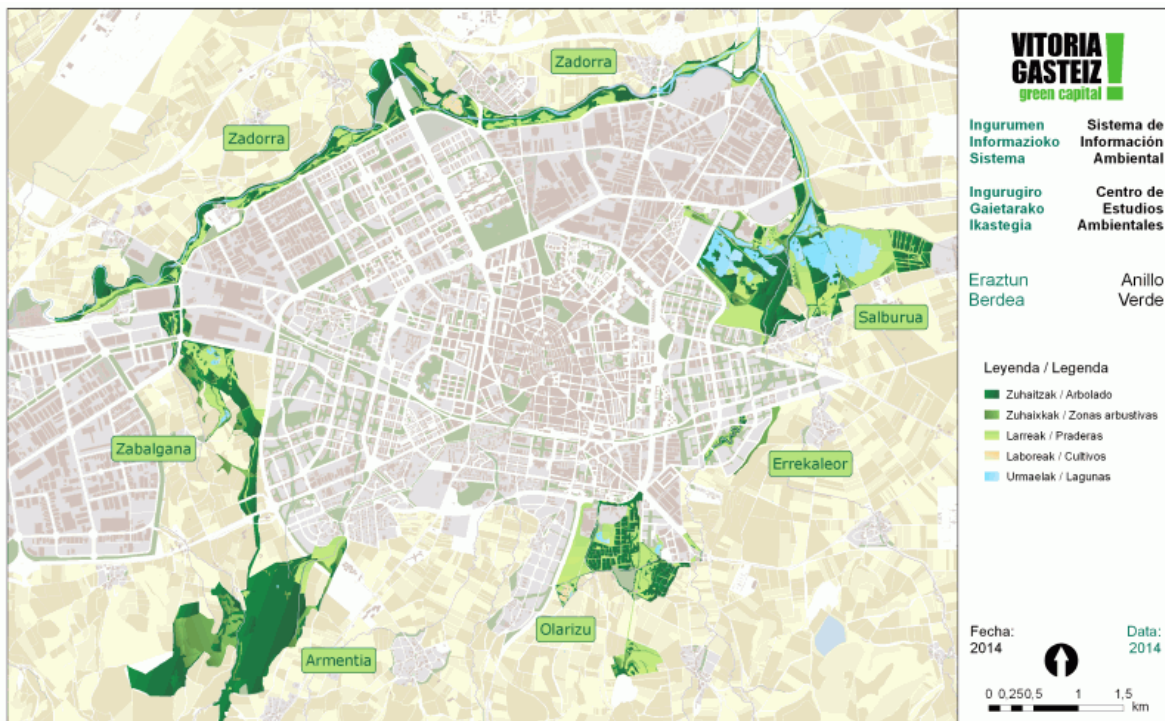 Zadorra
Zadorra
Salburua
Zabalgana
Errekaleor
Olarizu
Armentia
VITORIA
GASTEIZ!
green capital
Ingurumen Sistema de
Informazioko Información
Sistema Ambiental
Ingurugiro Centro de
Gaietarako Estudios
Ikastegia Ambientales
Eraztun Anillo
Berdea Verde
Leyenda / Legenda
Zuhaitzak / Arbolado
Zuhaixkak / Zonas arbustivas
Larreak / Praderas
Laboreak / Cultivos
Urmaelak / Lagunas
Fecha: Data:
2014 2014
0 0,250,5 1 1,5
km